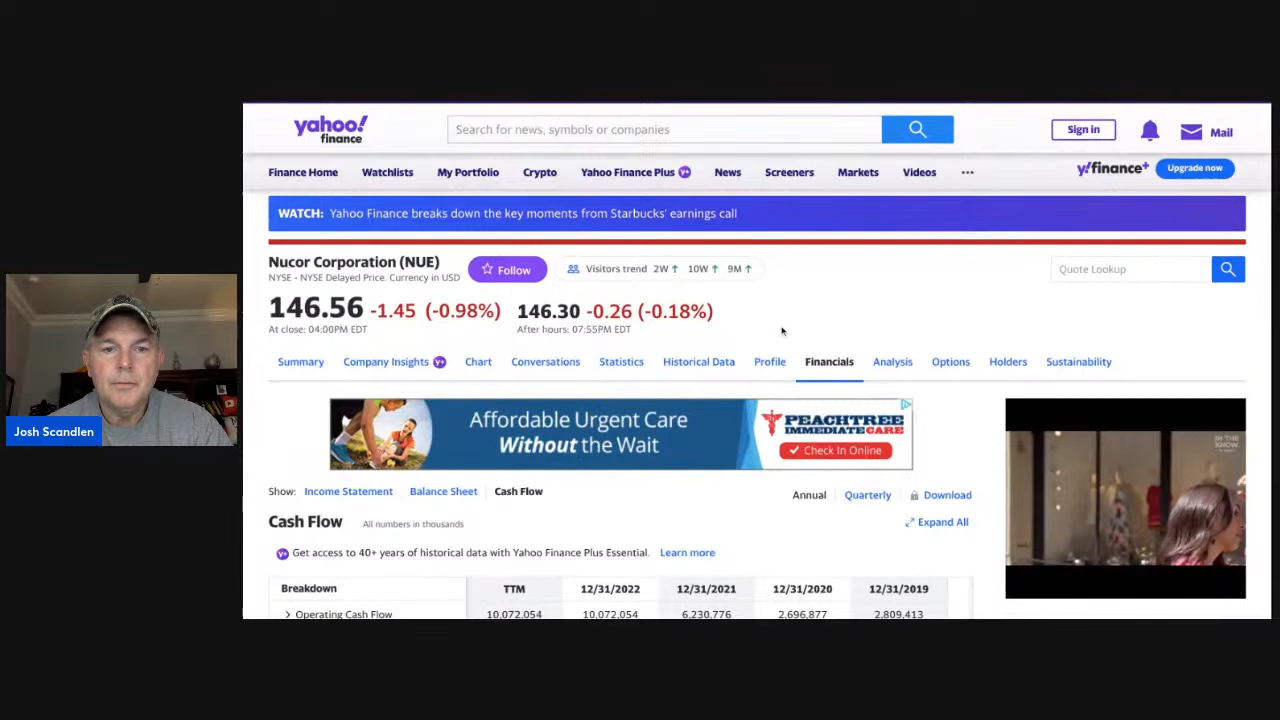 yahoo!
finance
Search for news, symbols or companies
Sign in
Mail
Finance Home Watchlists My Portfolio Crypto Yahoo Finance Plus Y+ News Screeners Markets Videos ...
y!finance+ Upgrade now
WATCH: Yahoo Finance breaks down the key moments from Starbucks' earnings call
Nucor Corporation (NUE)
NYSE - NYSE Delayed Price. Currency in USD
Follow
Visitors trend 2W↑ 10W↑ 9M↑
Quote Lookup
146.56 -1.45 (-0.98%)
At close: 04:00PM EDT
146.30 -0.26 (-0.18%)
After hours: 07:55PM EDT
Summary Company Insights Y+ Chart Conversations Statistics Historical Data Profile Financials Analysis Options Holders Sustainability
Affordable Urgent Care
Without the Wait
PEACHTREE
IMMEDIATE CARE
Check In Online
IN THE
KNOW
Josh Scandlen
Show: Income Statement Balance Sheet Cash Flow
Annual Quarterly Download
Cash Flow All numbers in thousands
Expand All
Y+ Get access to 40+ years of historical data with Yahoo Finance Plus Essential. Learn more
Breakdown TTM 12/31/2022 12/31/2021 12/31/2020 12/31/2019
> Operating Cash Flow 10,072,054 10,072,054 6,230,776 2,696,877 2,809,413